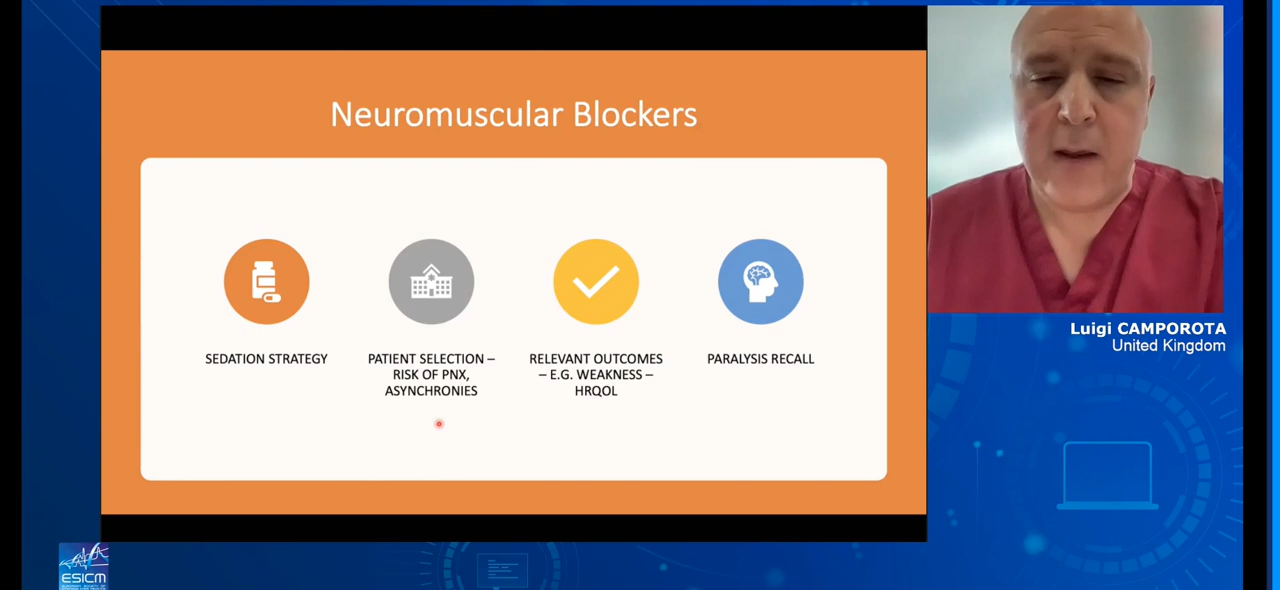 Neuromuscular Blockers
SEDATION STRATEGY
PATIENT SELECTION –
RISK OF PNX,
ASYNCHRONIES
RELEVANT OUTCOMES
– E.G. WEAKNESS –
HRQOL
PARALYSIS RECALL
Luigi CAMPOROTA
United Kingdom
ESICM